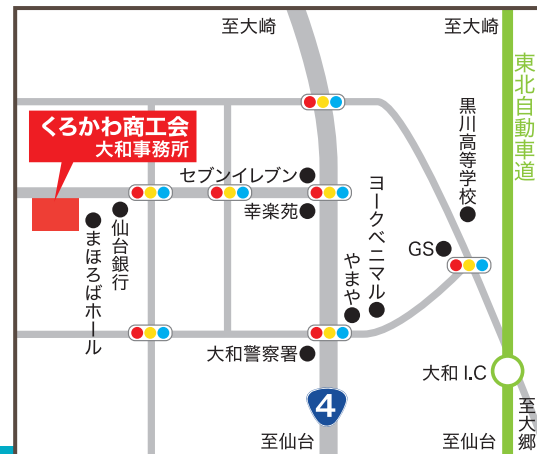 至大崎
至大崎
東北自動車道
くろかわ商工会
大和事務所
黒川高等学校
セブンイレブン
ヨークベニマル
幸楽苑
仙台銀行
まほろばホール
GS
やまや
大和警察署
大和 I.C
4
至大郷
至仙台
至仙台